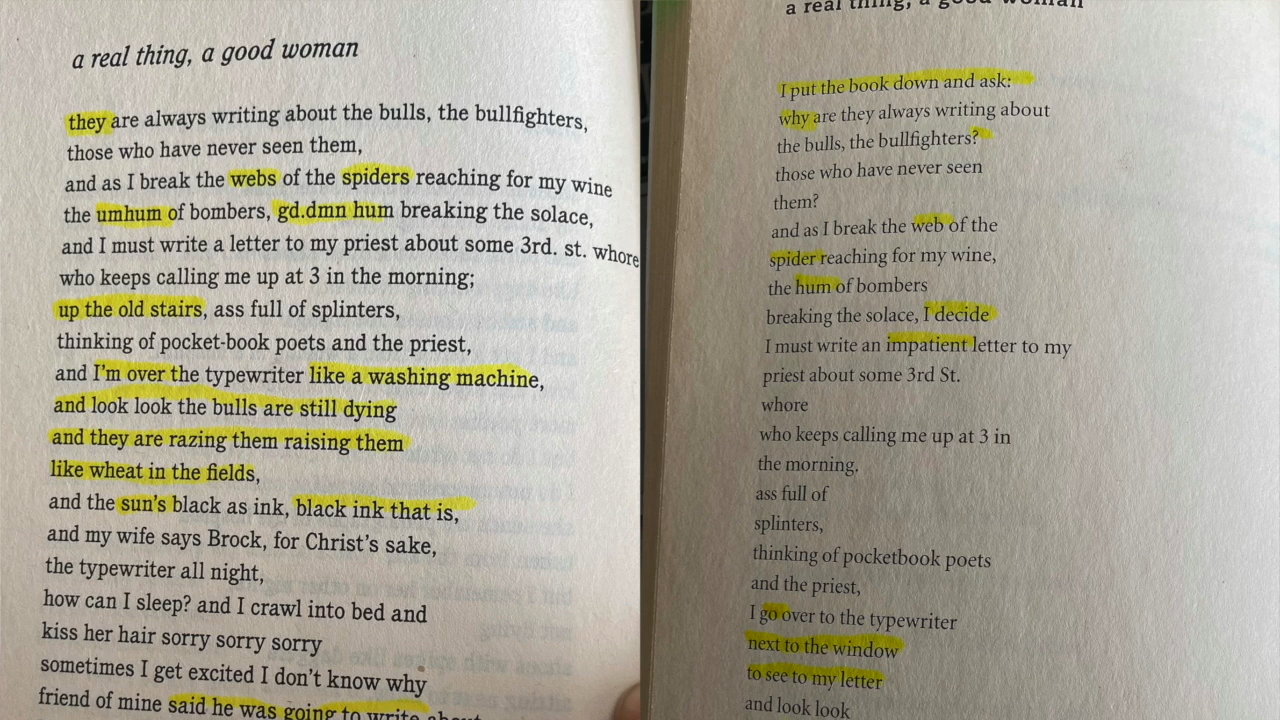 a real thing, a good woman
they are always writing about the bulls, the bullfighters,
those who have never seen them,
and as I break the webs of the spiders reaching for my wine
the umhum of bombers, gd.dmn hum breaking the solace,
and I must write a letter to my priest about some 3rd. st. whore
who keeps calling me up at 3 in the morning;
up the old stairs, ass full of splinters,
thinking of pocket-book poets and the priest,
and I'm over the typewriter like a washing machine,
and look look the bulls are still dying
and they are razing them raising them
like wheat in the fields,
and the sun's black as ink, black ink that is,
and my wife says Brock, for Christ's sake,
the typewriter all night,
how can I sleep? and I crawl into bed and
kiss her hair sorry sorry sorry
sometimes I get excited I don't know why
friend of mine said he was going to write about
a real thing, a good woman
I put the book down and ask:
why are they always writing about
the bulls, the bullfighters?
those who have never seen
them?
and as I break the web of the
spider reaching for my wine,
the hum of bombers
breaking the solace, I decide
I must write an impatient letter to my
priest about some 3rd St.
whore
who keeps calling me up at 3 in
the morning.
ass full of
splinters,
thinking of pocketbook poets
and the priest,
I go over to the typewriter
next to the window
to see to my letter
and look look